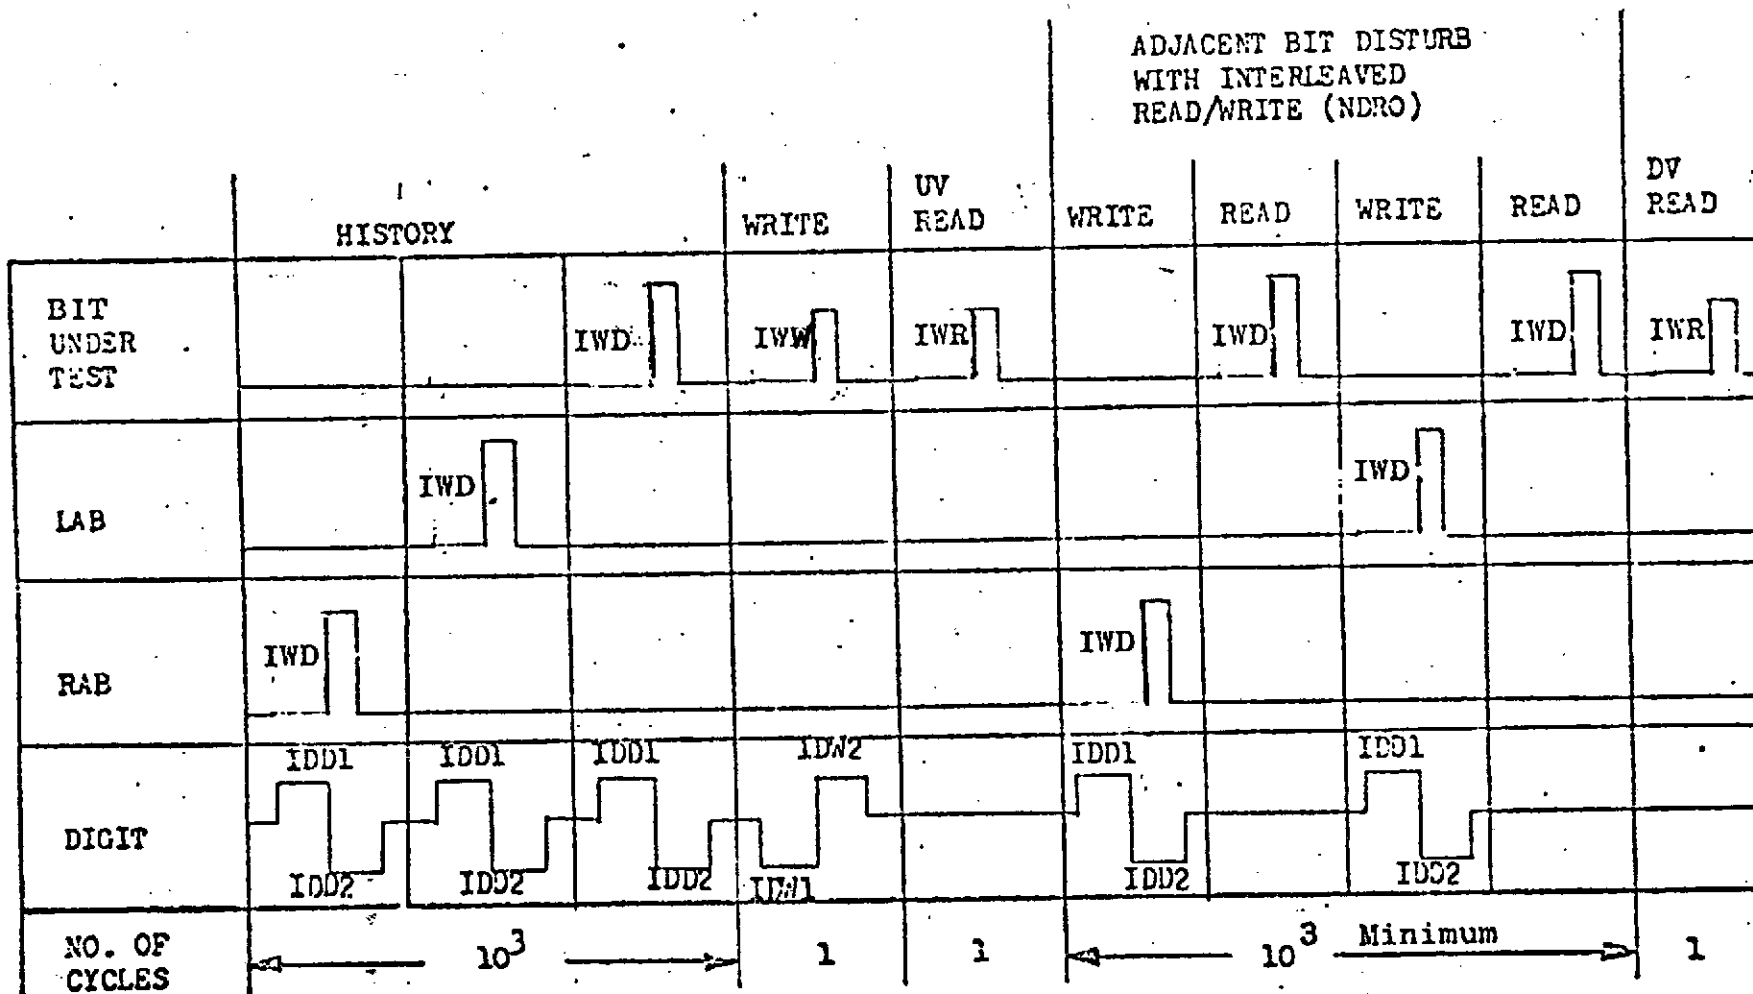 ADJACENT BIT DISTURB
WITH INTERLEAVED
READ/WRITE (NDRO)
HISTORY
WRITE
UV
READ
WRITE
READ
WRITE
READ
DV
READ
BIT
UNDER
TEST
IWD
IWW
IWR
IWD
IWD
IWR
LAB
IWD
IWD
RAB
IWD
IWD
DIGIT
IDD1
IDD1
IDD1
IDW2
IDD1
IDD1
IDD2
IDD2
IDD2
IDW1
IDD2
IDD2
NO. OF
CYCLES
10³
1
1
10³ Minimum
1